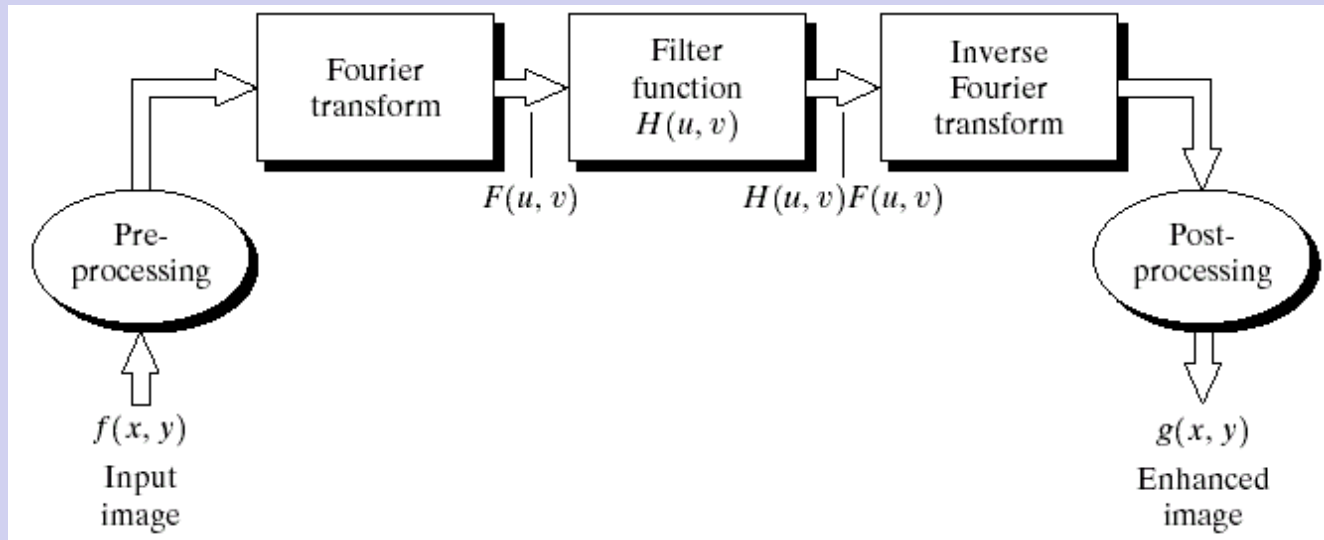 Fourier
transform
Filter
function
H(u, v)
Inverse
Fourier
transform
F(u, v)
H(u, v)F(u, v)
Pre-
processing
Post-
processing
f(x, y)
Input
image
g(x, y)
Enhanced
image